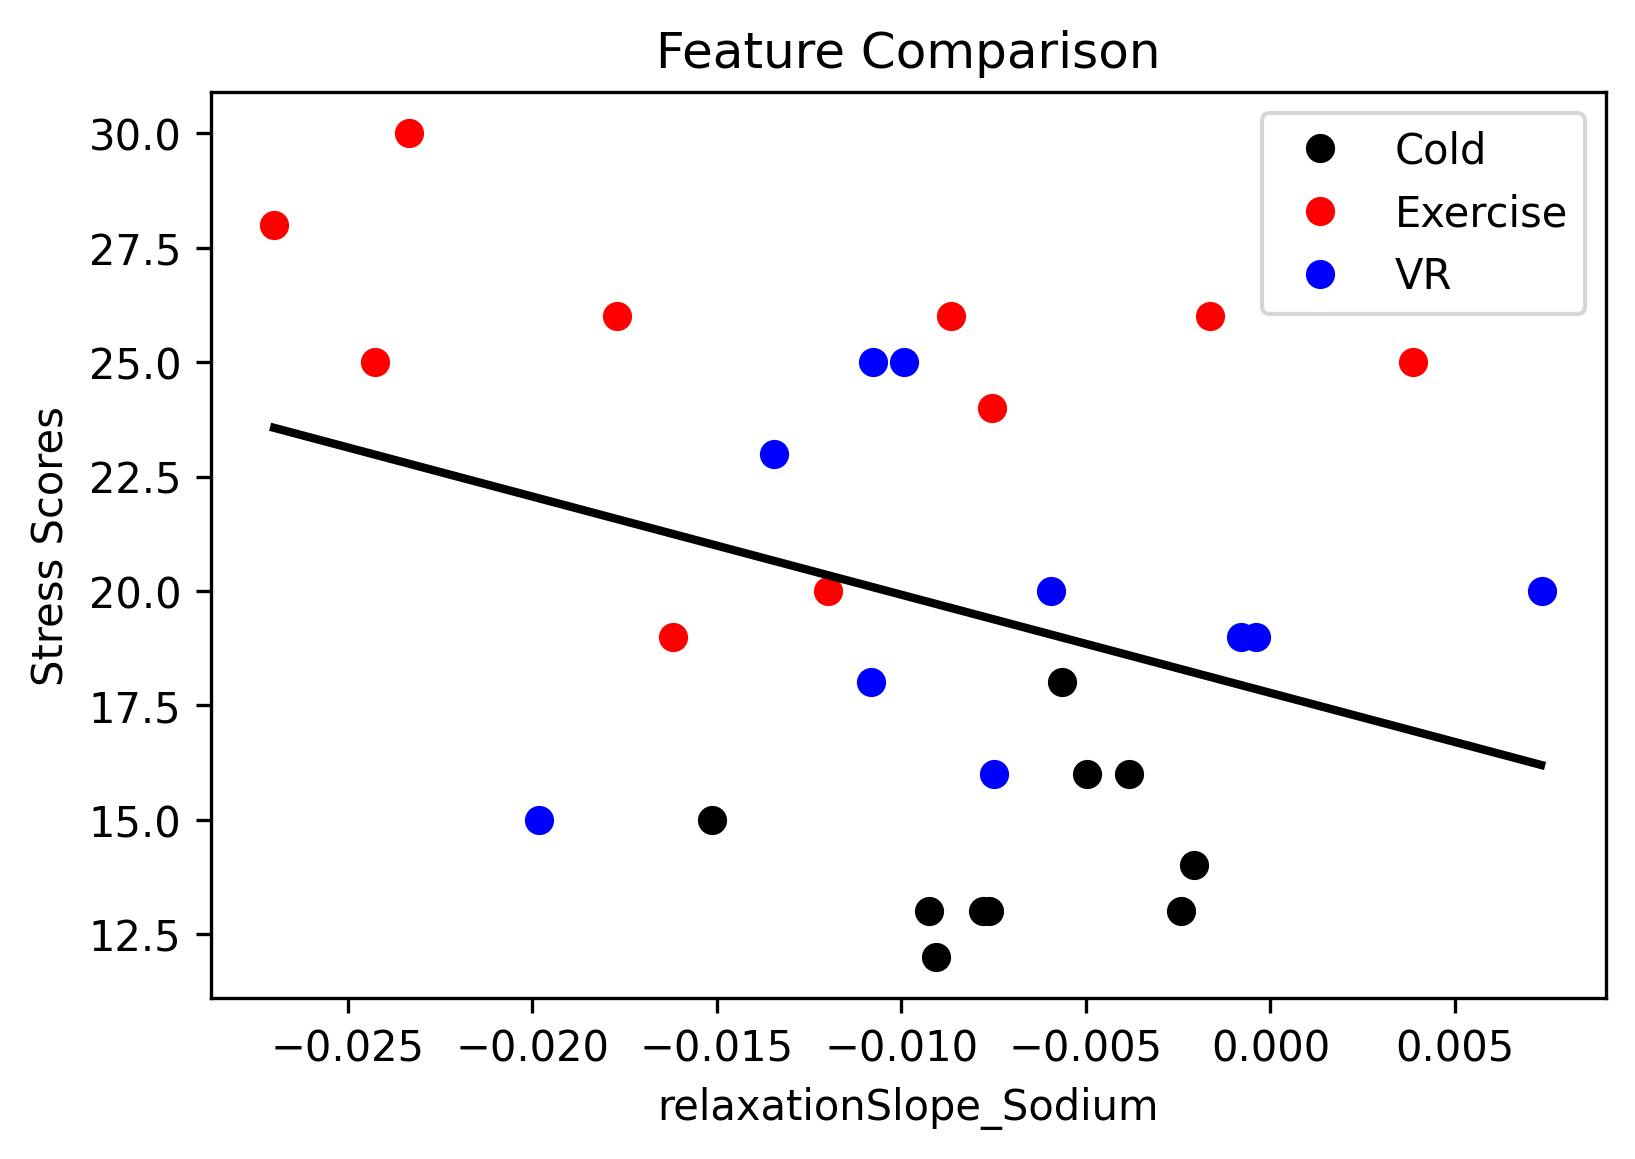 Feature Comparison
30.0
27.5
25.0
22.5
20.0
17.5
15.0
12.5
Stress Scores
Cold
Exercise
VR
−0.025 −0.020 −0.015 −0.010 −0.005 0.000 0.005
relaxationSlope_Sodium